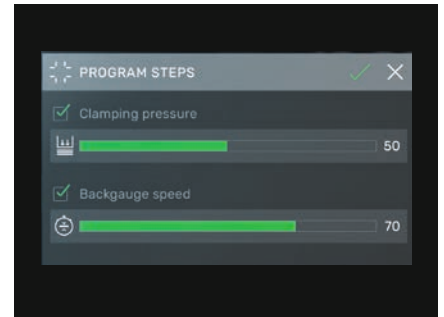 PROGRAM STEPS
Clamping pressure
50
Backgauge speed
70